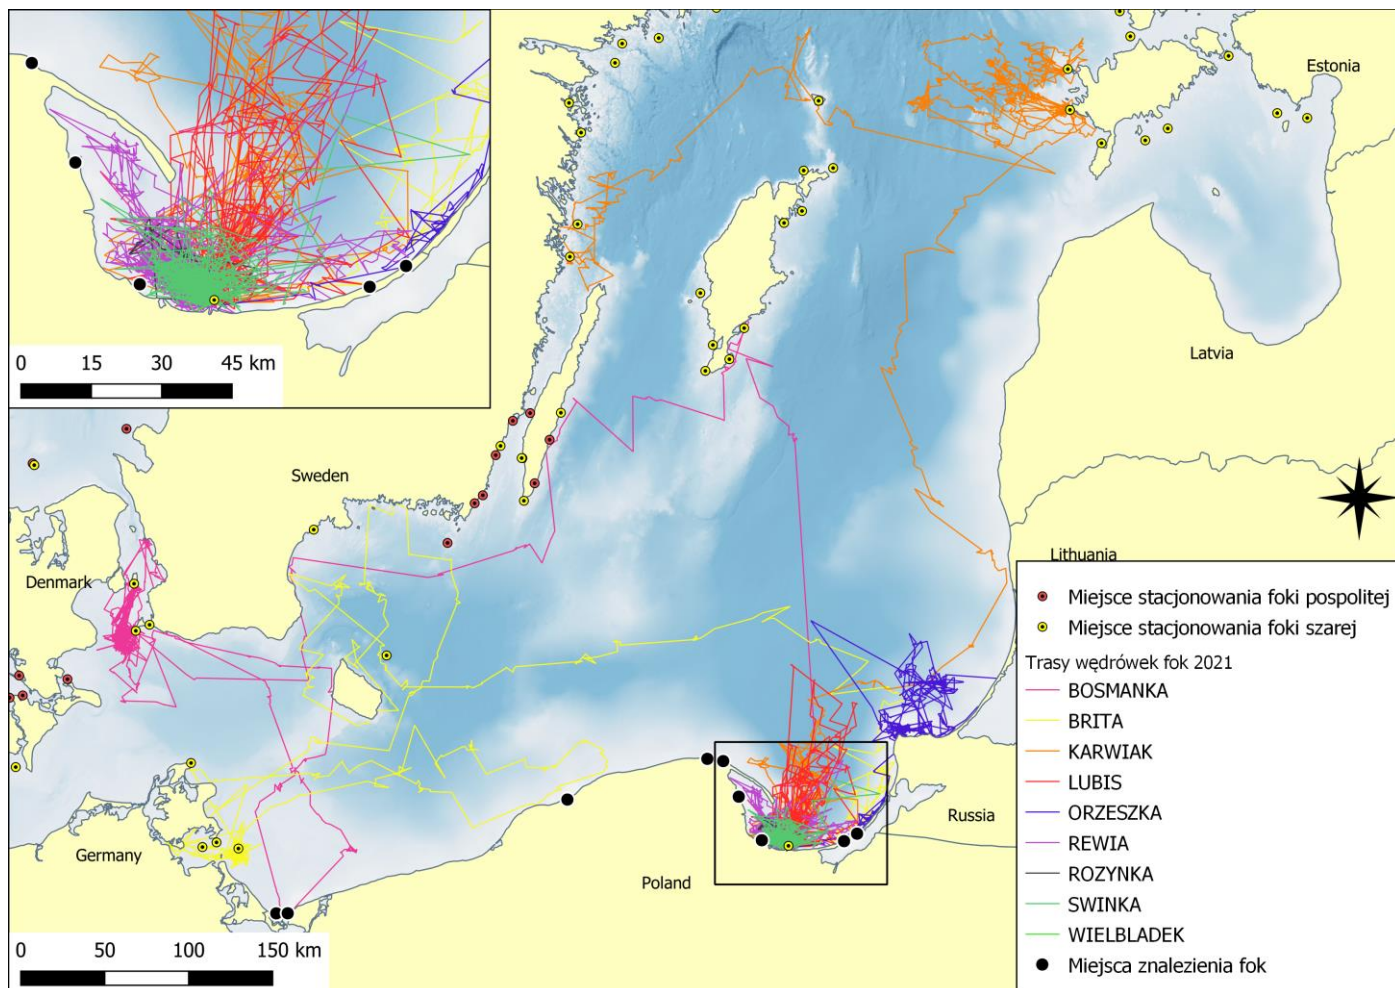 0 15 30 45 km
Estonia
Latvia
Sweden
Lithuania
Denmark
Russia
Germany
Poland
0 50 100 150 km
Miejsce stacjonowania foki pospolitej
Miejsce stacjonowania foki szarej
Trasy wędrówek fok 2021
BOSMANKA
BRITA
KARWIAK
LUBIS
ORZESZKA
REWIA
ROZYNKA
SWINKA
WIELBLADEK
Miejsca znalezienia fok